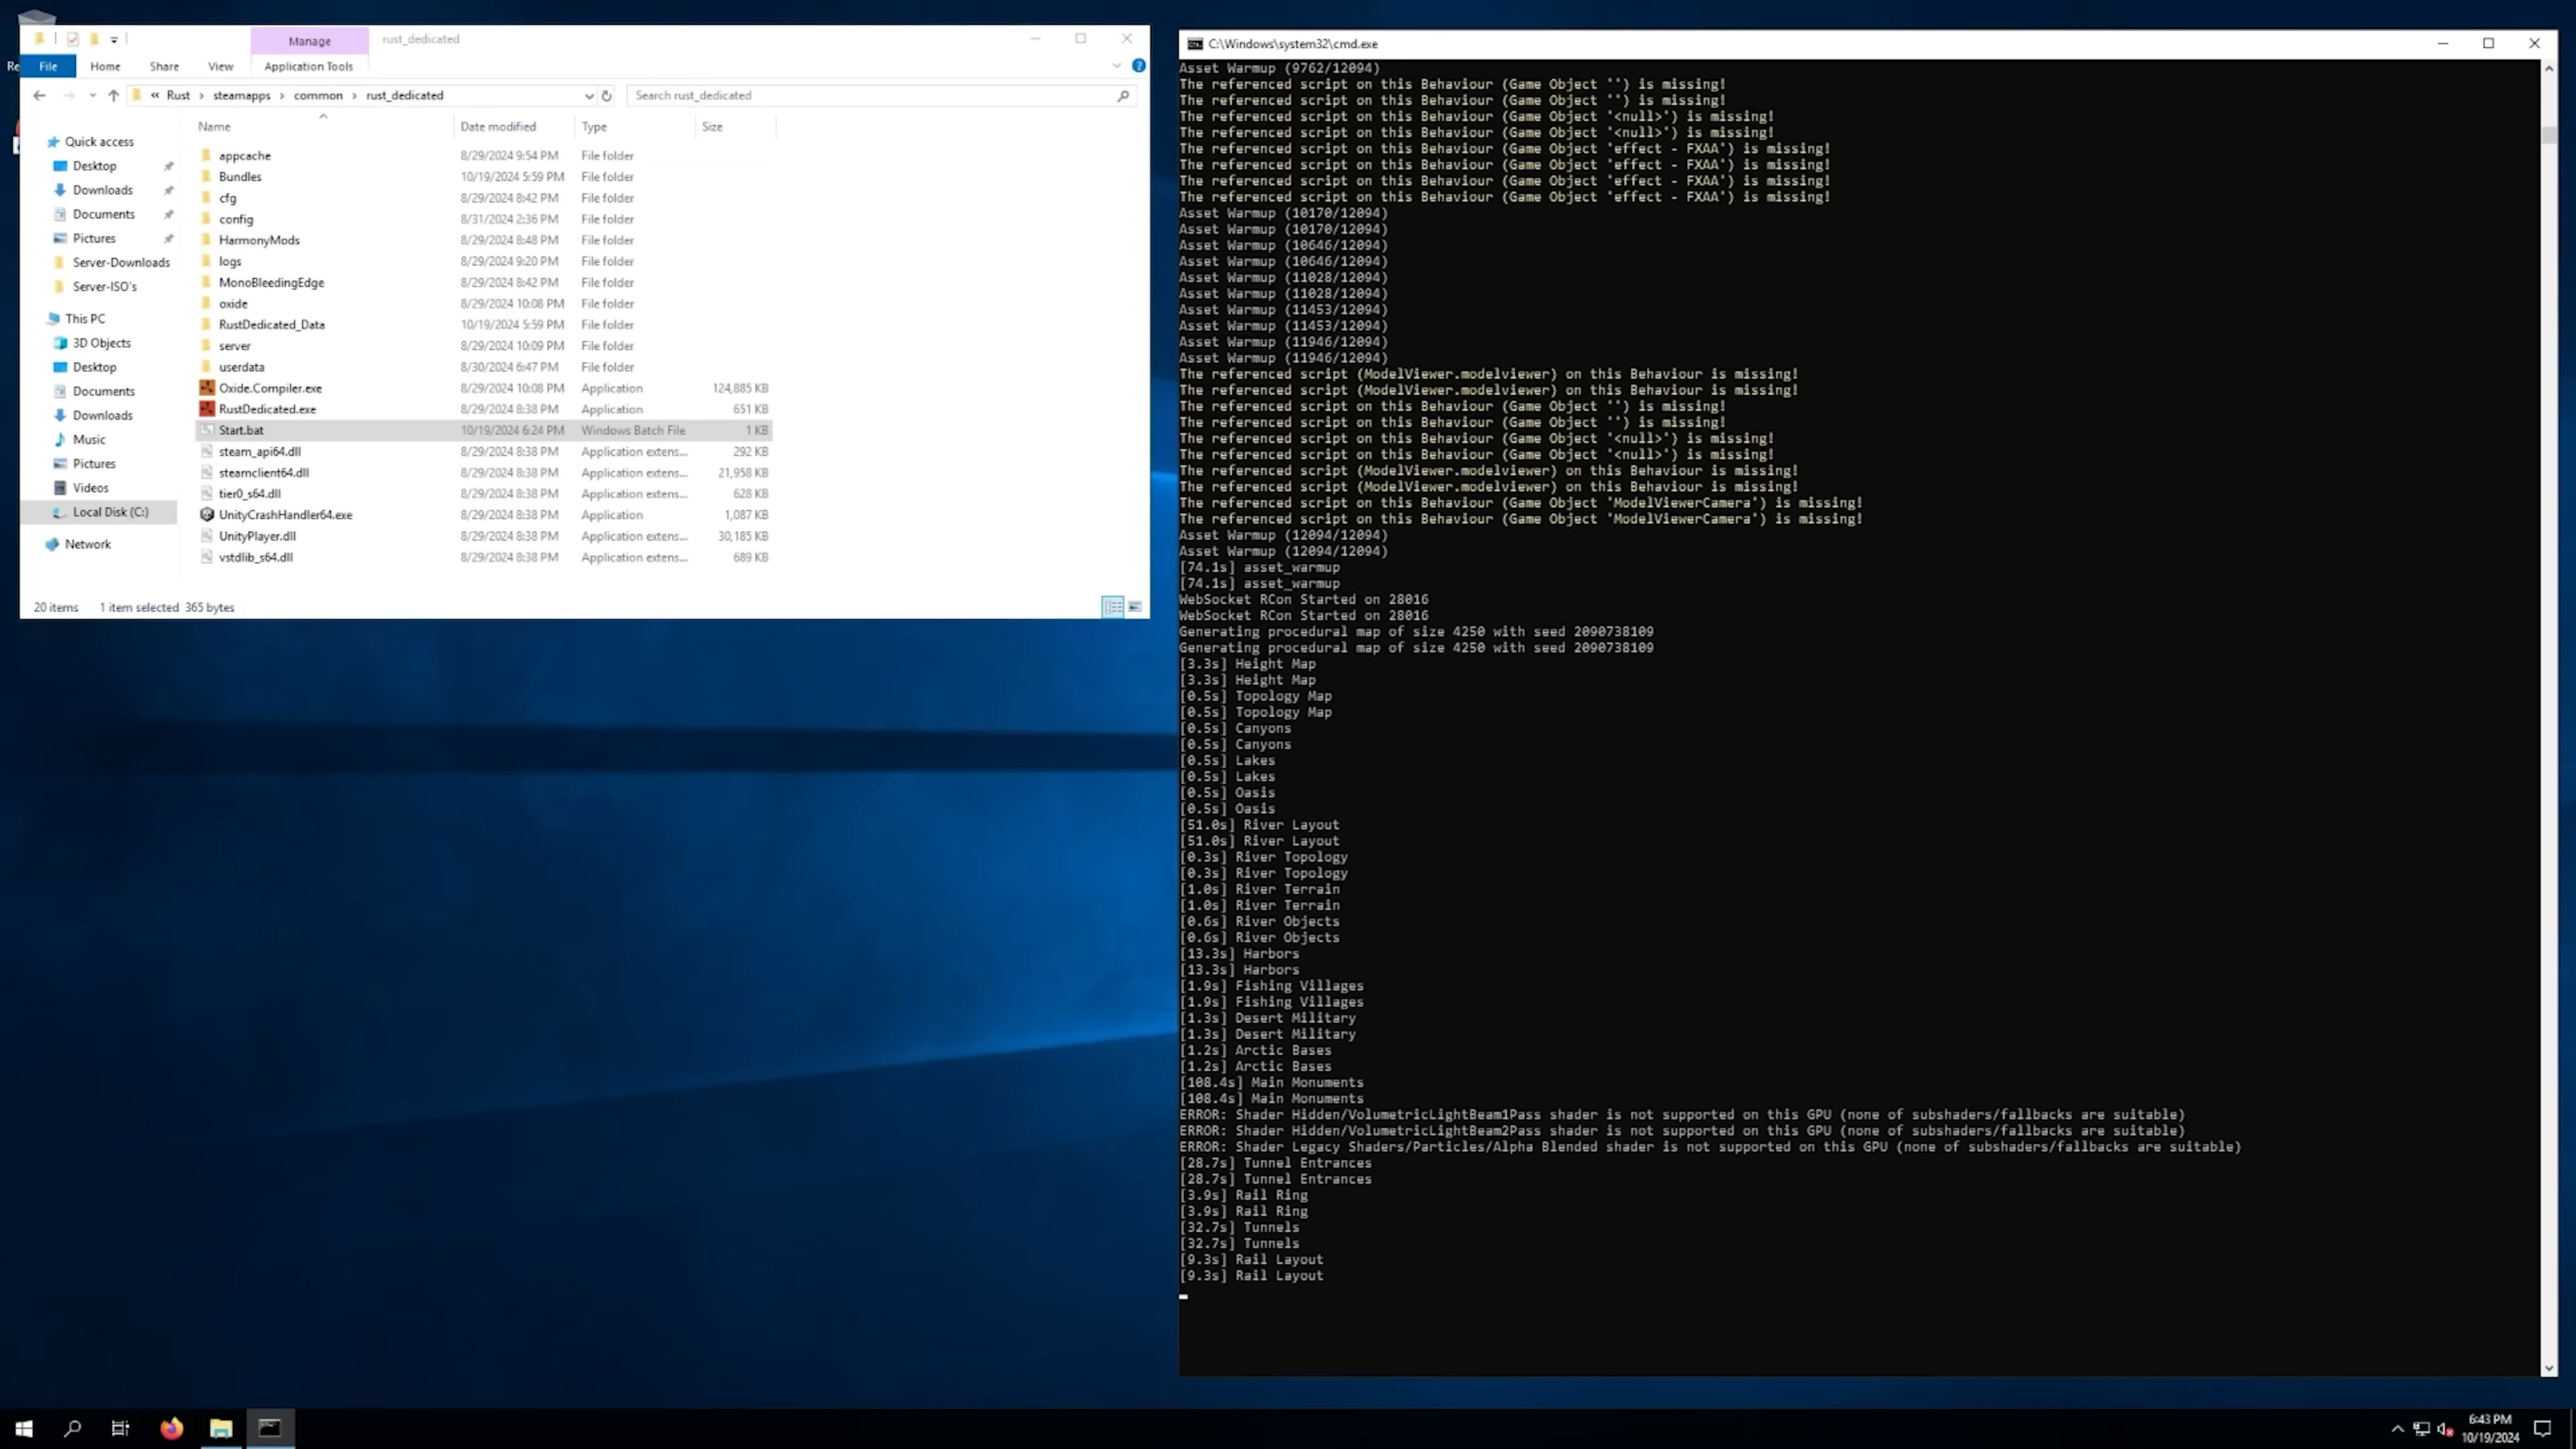 Re
Manage
rust_dedicated
File
Home
Share
View
Application Tools
« Rust › steamapps › common › rust_dedicated
Search rust_dedicated
Name
Date modified
Type
Size
Quick access
Desktop
Downloads
Documents
Pictures
Server-Downloads
Server-ISO's
This PC
3D Objects
Desktop
Documents
Downloads
Music
Pictures
Videos
Local Disk (C:)
Network
appcache 8/29/2024 9:54 PM File folder
Bundles 10/19/2024 5:59 PM File folder
cfg 8/29/2024 8:42 PM File folder
config 8/31/2024 2:36 PM File folder
HarmonyMods 8/29/2024 8:48 PM File folder
logs 8/29/2024 9:20 PM File folder
MonoBleedingEdge 8/29/2024 8:42 PM File folder
oxide 8/29/2024 10:08 PM File folder
RustDedicated_Data 10/19/2024 5:59 PM File folder
server 8/29/2024 10:09 PM File folder
userdata 8/30/2024 6:47 PM File folder
Oxide.Compiler.exe 8/29/2024 10:08 PM Application 124,885 KB
RustDedicated.exe 8/29/2024 8:38 PM Application 651 KB
Start.bat 10/19/2024 6:24 PM Windows Batch File 1 KB
steam_api64.dll 8/29/2024 8:38 PM Application extens... 292 KB
steamclient64.dll 8/29/2024 8:38 PM Application extens... 21,958 KB
tier0_s64.dll 8/29/2024 8:38 PM Application extens... 628 KB
UnityCrashHandler64.exe 8/29/2024 8:38 PM Application 1,087 KB
UnityPlayer.dll 8/29/2024 8:38 PM Application extens... 30,185 KB
vstdlib_s64.dll 8/29/2024 8:38 PM Application extens... 689 KB
20 items 1 item selected 365 bytes
C:\Windows\system32\cmd.exe
Asset Warmup (9762/12094)
The referenced script on this Behaviour (Game Object '') is missing!
The referenced script on this Behaviour (Game Object '') is missing!
The referenced script on this Behaviour (Game Object '<null>') is missing!
The referenced script on this Behaviour (Game Object '<null>') is missing!
The referenced script on this Behaviour (Game Object 'effect - FXAA') is missing!
The referenced script on this Behaviour (Game Object 'effect - FXAA') is missing!
The referenced script on this Behaviour (Game Object 'effect - FXAA') is missing!
The referenced script on this Behaviour (Game Object 'effect - FXAA') is missing!
Asset Warmup (10170/12094)
Asset Warmup (10170/12094)
Asset Warmup (10646/12094)
Asset Warmup (10646/12094)
Asset Warmup (11028/12094)
Asset Warmup (11028/12094)
Asset Warmup (11453/12094)
Asset Warmup (11453/12094)
Asset Warmup (11946/12094)
Asset Warmup (11946/12094)
The referenced script (ModelViewer.modelviewer) on this Behaviour is missing!
The referenced script (ModelViewer.modelviewer) on this Behaviour is missing!
The referenced script on this Behaviour (Game Object '') is missing!
The referenced script on this Behaviour (Game Object '') is missing!
The referenced script on this Behaviour (Game Object '<null>') is missing!
The referenced script on this Behaviour (Game Object '<null>') is missing!
The referenced script (ModelViewer.modelviewer) on this Behaviour is missing!
The referenced script (ModelViewer.modelviewer) on this Behaviour is missing!
The referenced script on this Behaviour (Game Object 'ModelViewerCamera') is missing!
The referenced script on this Behaviour (Game Object 'ModelViewerCamera') is missing!
Asset Warmup (12094/12094)
Asset Warmup (12094/12094)
[74.1s] asset_warmup
[74.1s] asset_warmup
WebSocket RCon Started on 28016
WebSocket RCon Started on 28016
Generating procedural map of size 4250 with seed 2090738109
Generating procedural map of size 4250 with seed 2090738109
[3.3s] Height Map
[3.3s] Height Map
[0.5s] Topology Map
[0.5s] Topology Map
[0.5s] Canyons
[0.5s] Canyons
[0.5s] Lakes
[0.5s] Lakes
[0.5s] Oasis
[0.5s] Oasis
[51.0s] River Layout
[51.0s] River Layout
[0.3s] River Topology
[0.3s] River Topology
[1.0s] River Terrain
[1.0s] River Terrain
[0.6s] River Objects
[0.6s] River Objects
[13.3s] Harbors
[13.3s] Harbors
[1.9s] Fishing Villages
[1.9s] Fishing Villages
[1.3s] Desert Military
[1.3s] Desert Military
[1.2s] Arctic Bases
[1.2s] Arctic Bases
[108.4s] Main Monuments
[108.4s] Main Monuments
ERROR: Shader Hidden/VolumetricLightBeam1Pass shader is not supported on this GPU (none of subshaders/fallbacks are suitable)
ERROR: Shader Hidden/VolumetricLightBeam2Pass shader is not supported on this GPU (none of subshaders/fallbacks are suitable)
ERROR: Shader Legacy Shaders/Particles/Alpha Blended shader is not supported on this GPU (none of subshaders/fallbacks are suitable)
[28.7s] Tunnel Entrances
[28.7s] Tunnel Entrances
[3.9s] Rail Ring
[3.9s] Rail Ring
[32.7s] Tunnels
[32.7s] Tunnels
[9.3s] Rail Layout
[9.3s] Rail Layout
6:43 PM
10/19/2024